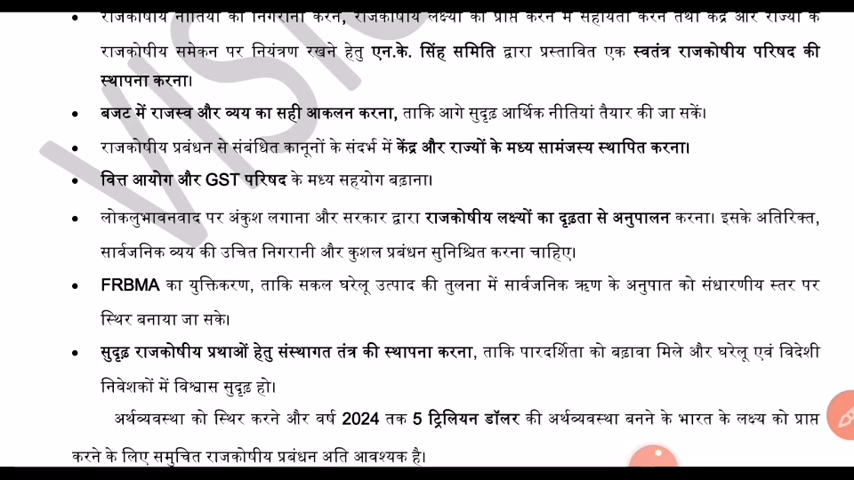 राजकोषीय नीतियों की निगरानी करने, राजकोषीय लक्ष्यों को प्राप्त करने में सहायता करने तथा केंद्र और राज्यों के
राजकोषीय समेकन पर नियंत्रण रखने हेतु एन.के. सिंह समिति द्वारा प्रस्तावित एक स्वतंत्र राजकोषीय परिषद की
स्थापना करना।
बजट में राजस्व और व्यय का सही आकलन करना, ताकि आगे सुदृढ़ आर्थिक नीतियां तैयार की जा सकें।
राजकोषीय प्रबंधन से संबंधित कानूनों के संदर्भ में केंद्र और राज्यों के मध्य सामंजस्य स्थापित करना।
वित्त आयोग और GST परिषद के मध्य सहयोग बढ़ाना।
लोकलुभावनवाद पर अंकुश लगाना और सरकार द्वारा राजकोषीय लक्ष्यों का दृढ़ता से अनुपालन करना। इसके अतिरिक्त,
सार्वजनिक व्यय की उचित निगरानी और कुशल प्रबंधन सुनिश्चित करना चाहिए।
FRBMA का युक्तिकरण, ताकि सकल घरेलू उत्पाद की तुलना में सार्वजनिक ऋण के अनुपात को संधारणीय स्तर पर
स्थिर बनाया जा सके।
सुदृढ़ राजकोषीय प्रथाओं हेतु संस्थागत तंत्र की स्थापना करना, ताकि पारदर्शिता को बढ़ावा मिले और घरेलू एवं विदेशी
निवेशकों में विश्वास सुदृढ़ हो।
अर्थव्यवस्था को स्थिर करने और वर्ष 2024 तक 5 ट्रिलियन डॉलर की अर्थव्यवस्था बनने के भारत के लक्ष्य को प्राप्त
करने के लिए समुचित राजकोषीय प्रबंधन अति आवश्यक है।